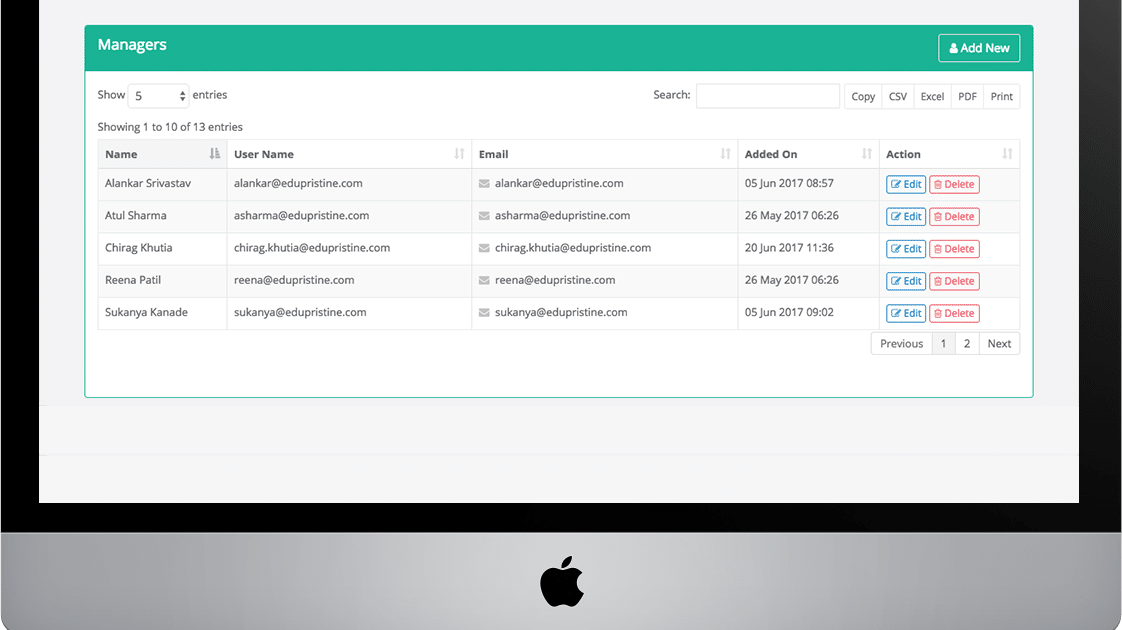 Managers
Add New
Show 5 entries
Search:
Copy CSV Excel PDF Print
Showing 1 to 10 of 13 entries
Name User Name Email Added On Action
Alankar Srivastav alankar@edupristine.com alankar@edupristine.com 05 Jun 2017 08:57 Edit Delete
Atul Sharma asharma@edupristine.com asharma@edupristine.com 26 May 2017 06:26 Edit Delete
Chirag Khutia chirag.khutia@edupristine.com chirag.khutia@edupristine.com 20 Jun 2017 11:36 Edit Delete
Reena Patil reena@edupristine.com reena@edupristine.com 26 May 2017 06:26 Edit Delete
Sukanya Kanade sukanya@edupristine.com sukanya@edupristine.com 05 Jun 2017 09:02 Edit Delete
Previous 1 2 Next